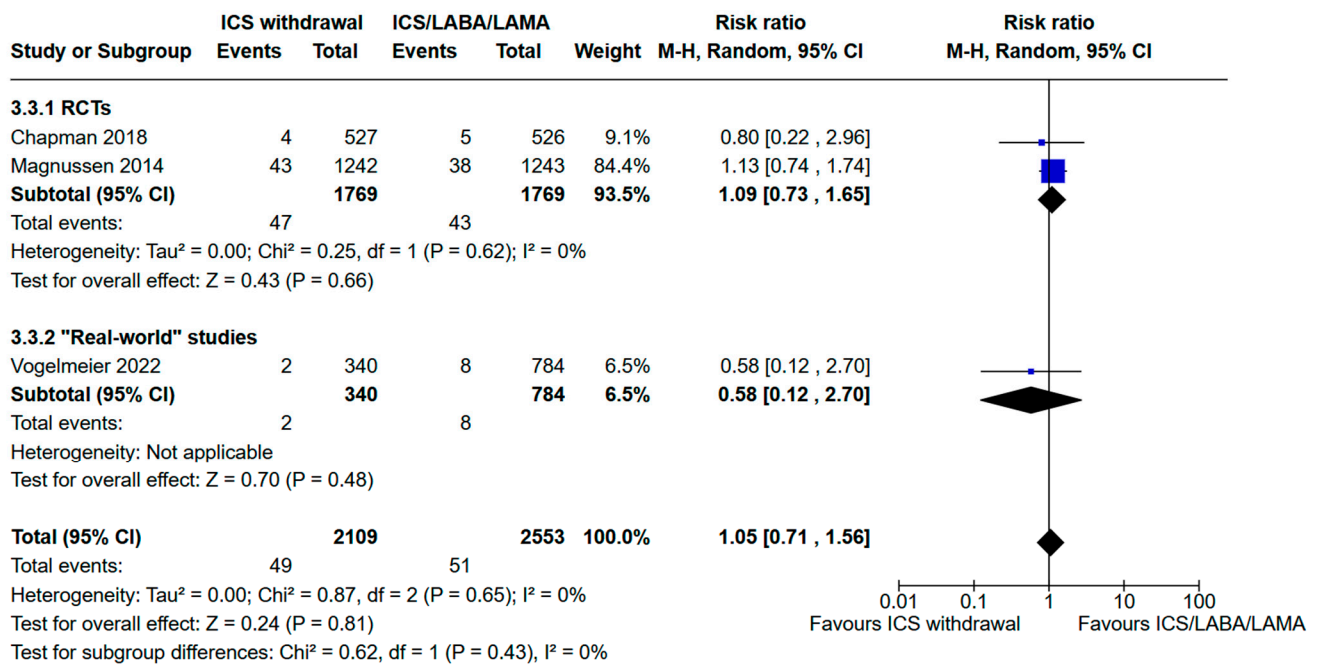 ICS withdrawal ICS/LABA/LAMA Risk ratio Risk ratio
Study or Subgroup Events Total Events Total Weight M-H, Random, 95% CI M-H, Random, 95% CI
3.3.1 RCTs
Chapman 2018 4 527 5 526 9.1% 0.80 [0.22 , 2.96]
Magnussen 2014 43 1242 38 1243 84.4% 1.13 [0.74 , 1.74]
Subtotal (95% CI) 1769 1769 93.5% 1.09 [0.73 , 1.65]
Total events: 47 43
Heterogeneity: Tau² = 0.00; Chi² = 0.25, df = 1 (P = 0.62); I² = 0%
Test for overall effect: Z = 0.43 (P = 0.66)
3.3.2 "Real-world" studies
Vogelmeier 2022 2 340 8 784 6.5% 0.58 [0.12 , 2.70]
Subtotal (95% CI) 340 784 6.5% 0.58 [0.12 , 2.70]
Total events: 2 8
Heterogeneity: Not applicable
Test for overall effect: Z = 0.70 (P = 0.48)
Total (95% CI) 2109 2553 100.0% 1.05 [0.71 , 1.56]
Total events: 49 51
Heterogeneity: Tau² = 0.00; Chi² = 0.87, df = 2 (P = 0.65); I² = 0%
0.01 0.1 1 10 100
Test for overall effect: Z = 0.24 (P = 0.81) Favours ICS withdrawal Favours ICS/LABA/LAMA
Test for subgroup differences: Chi² = 0.62, df = 1 (P = 0.43), I² = 0%